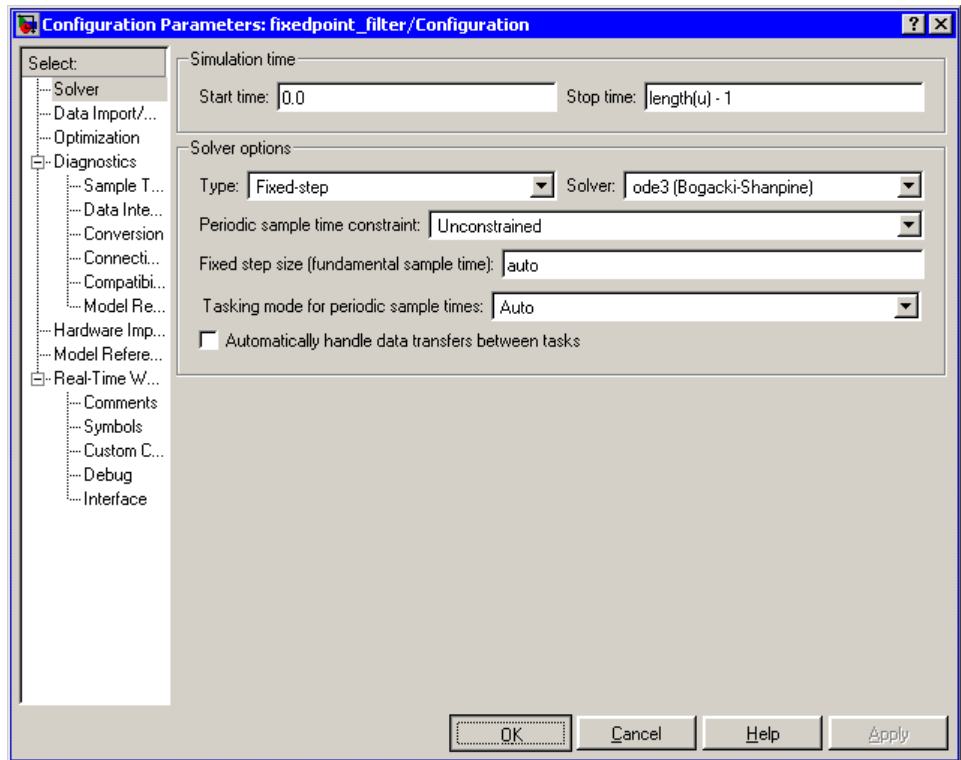 Configuration Parameters: fixedpoint_filter/Configuration
Select:
Solver
Data Import/...
Optimization
Diagnostics
Sample T...
Data Inte...
Conversion
Connecti...
Compatibi...
Model Re...
Hardware Imp...
Model Refere...
Real-Time W...
Comments
Symbols
Custom C...
Debug
Interface
Simulation time
Start time: 0.0 Stop time: length(u) - 1
Solver options
Type: Fixed-step Solver: ode3 (Bogacki-Shanpine)
Periodic sample time constraint: Unconstrained
Fixed step size (fundamental sample time): auto
Tasking mode for periodic sample times: Auto
Automatically handle data transfers between tasks
OK Cancel Help Apply